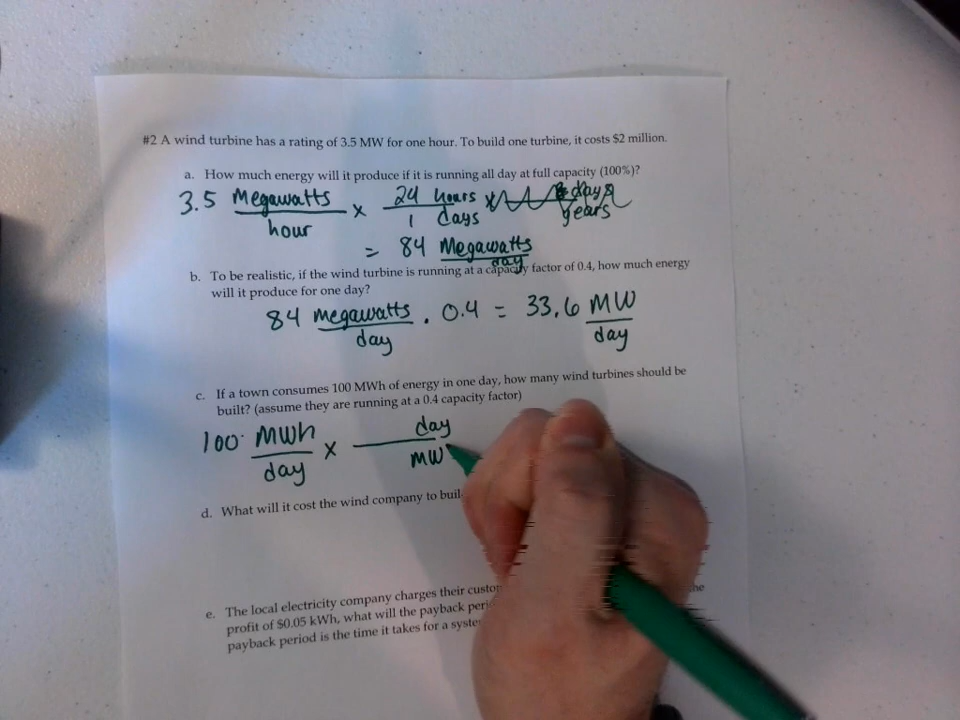 #2 A wind turbine has a rating of 3.5 MW for one hour. To build one turbine, it costs $2 million.
a. How much energy will it produce if it is running all day at full capacity (100%)?
3.5 Megawatts/hour x 24 hours/1 days x days/years
= 84 Megawatts/day
b. To be realistic, if the wind turbine is running at a capacity factor of 0.4, how much energy
will it produce for one day?
84 megawatts/day . 0.4 = 33.6 MW/day
c. If a town consumes 100 MWh of energy in one day, how many wind turbines should be
built? (assume they are running at a 0.4 capacity factor)
100 MWh/day x day/MW
d. What will it cost the wind company to buil
e. The local electricity company charges their
profit of $0.05 kWh, what will the payback
payback period is the time it takes for a